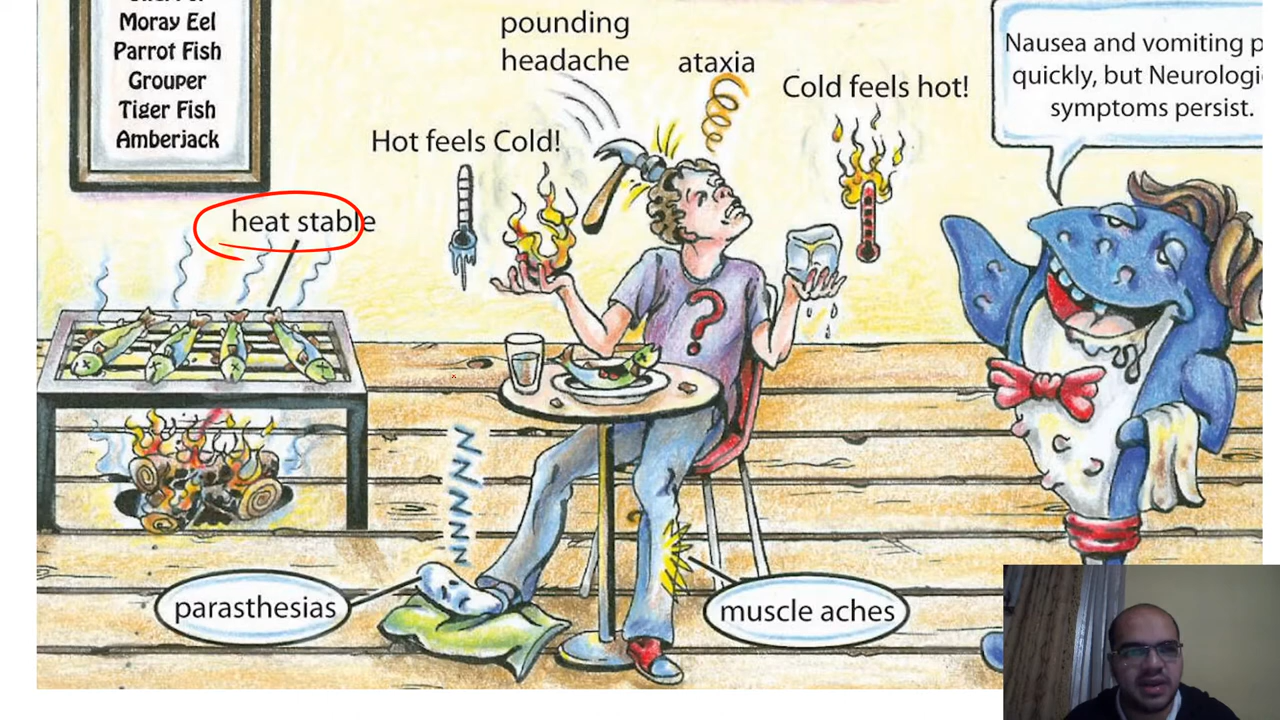 Moray Eel
Parrot Fish
Grouper
Tiger Fish
Amberjack
pounding
headache
ataxia
Cold feels hot!
Hot feels Cold!
Nausea and vomiting
quickly, but
symptoms persist.
heat stable
?
parasthesias
muscle aches